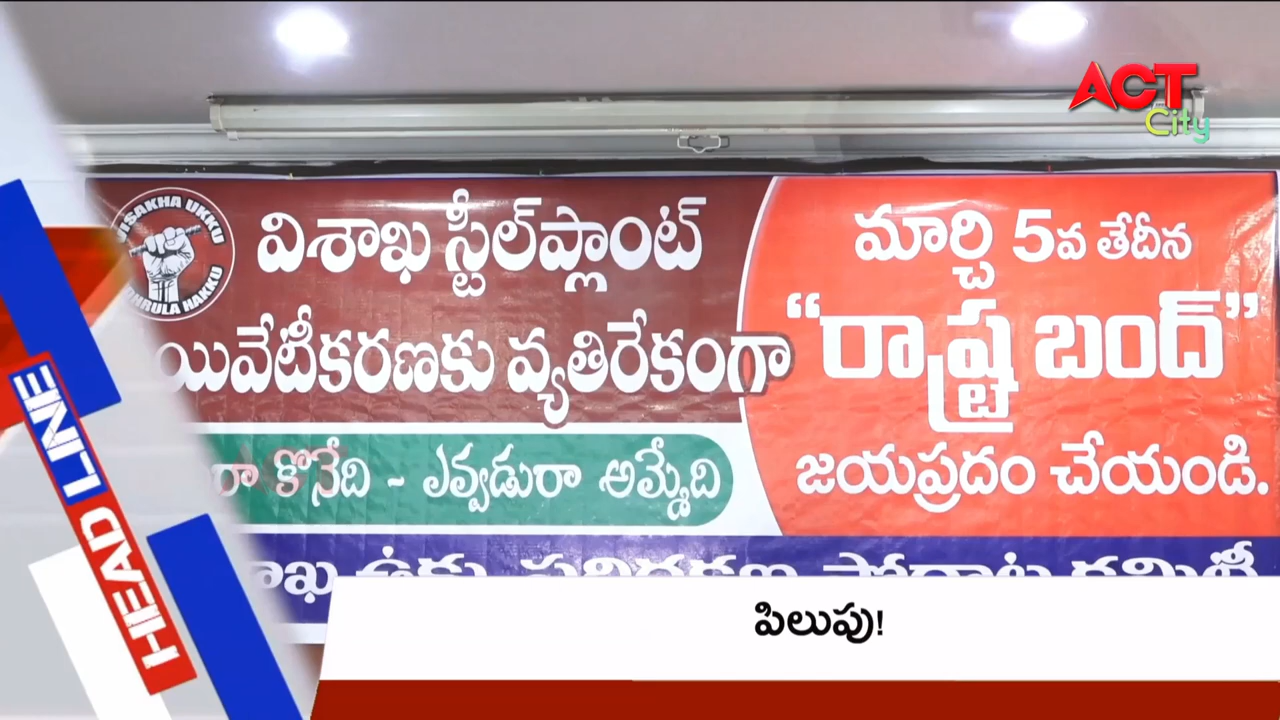 ACT
City
VISAKHA UKKU
ANDHRULA HAKKU
విశాఖ స్టీల్‌ప్లాంట్
యివేటీకరణకు వ్యతిరేకంగా
రా కొనేది - ఎవ్వడురా అమ్మేది
మార్చి 5వ తేదీన
“రాష్ట్ర బంద్”
జయప్రదం చేయండి.
HEAD LINE
పిలుపు!